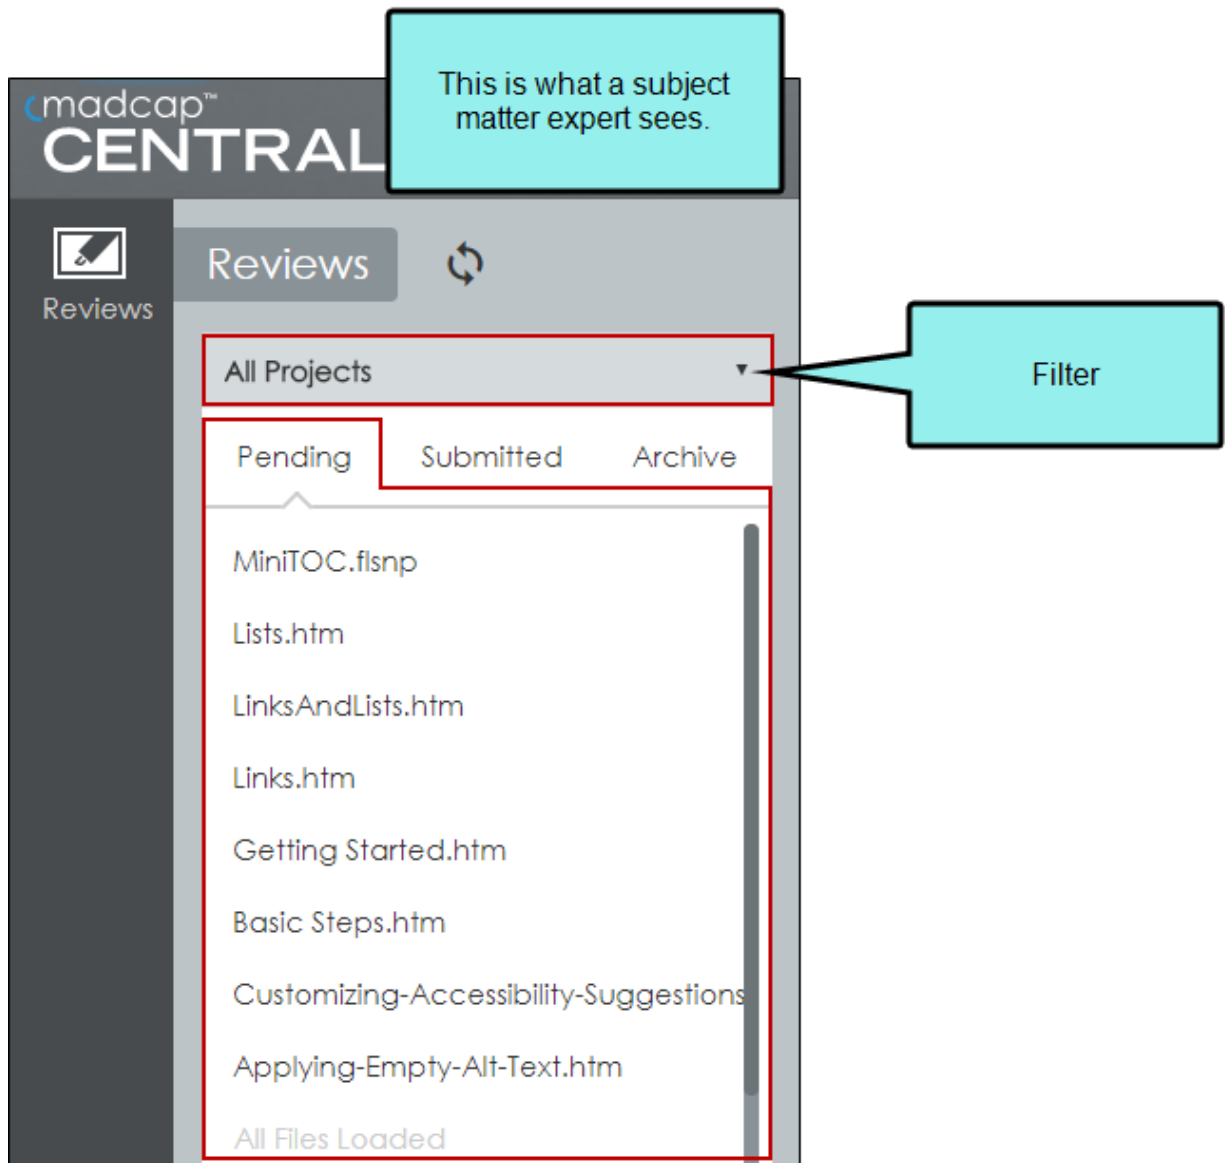 This is what a subject
matter expert sees.
madcap™
CENTRAL
Reviews
Reviews
All Projects
Filter
Pending Submitted Archive
MiniTOC.flsnp
Lists.htm
LinksAndLists.htm
Links.htm
Getting Started.htm
Basic Steps.htm
Customizing-Accessibility-Suggestions
Applying-Empty-Alt-Text.htm
All Files Loaded